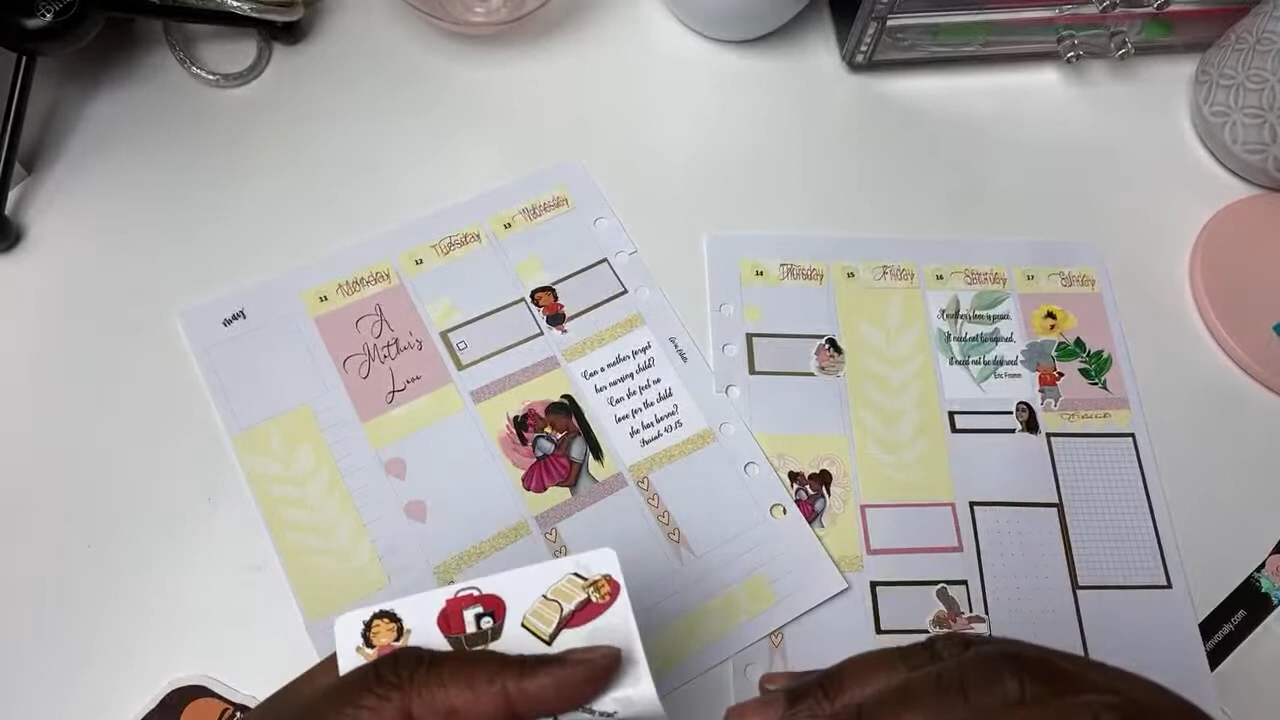 may
11 Monday
12 Tuesday
13 Wednesday
A
Mother's
Love
Can a mother forget
her nursing child?
Can she feel no
love for the child
she has borne?
Isaiah 49:15
14 Thursday
15 Friday
16 Saturday
17 Sunday
A mother's love is peace.
It need not be acquired,
it need not be deserved
Eric Fromm